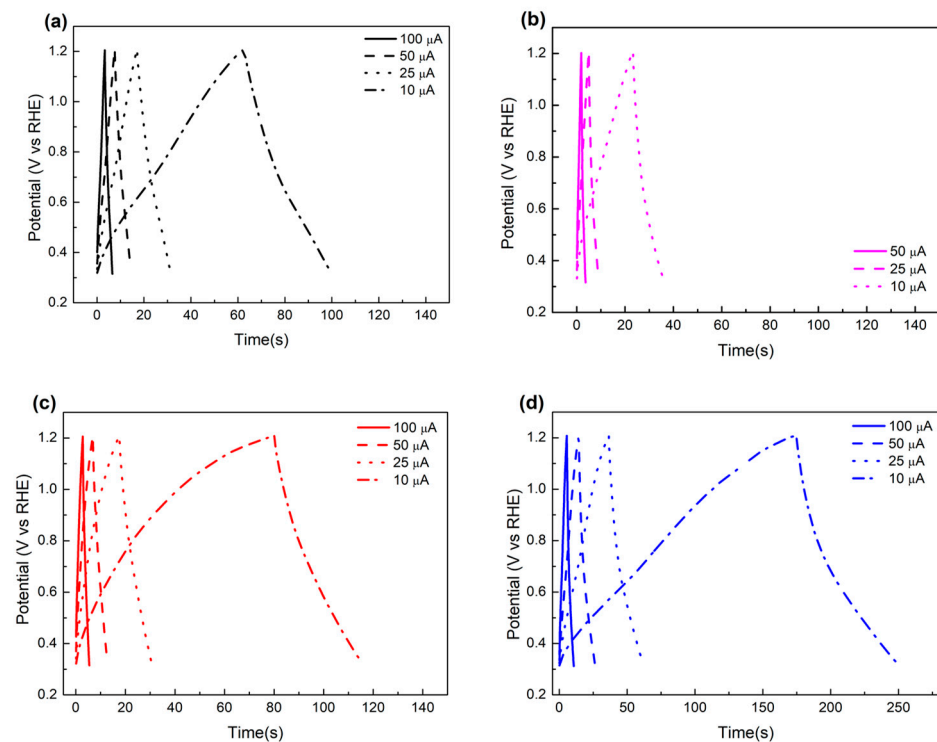 (a)
100 μA
50 μA
25 μA
10 μA
Potential (V vs RHE)
1.2
1.0
0.8
0.6
0.4
0.2
0 20 40 60 80 100 120 140
Time(s)
(b)
50 μA
25 μA
10 μA
Potential (V vs RHE)
1.2
1.0
0.8
0.6
0.4
0.2
0 20 40 60 80 100 120 140
Time(s)
(c)
100 μA
50 μA
25 μA
10 μA
Potential (V vs RHE)
1.2
1.0
0.8
0.6
0.4
0.2
0 20 40 60 80 100 120 140
Time(s)
(d)
100 μA
50 μA
25 μA
10 μA
Potential (V vs RHE)
1.2
1.0
0.8
0.6
0.4
0.2
0 50 100 150 200 250
Time(s)